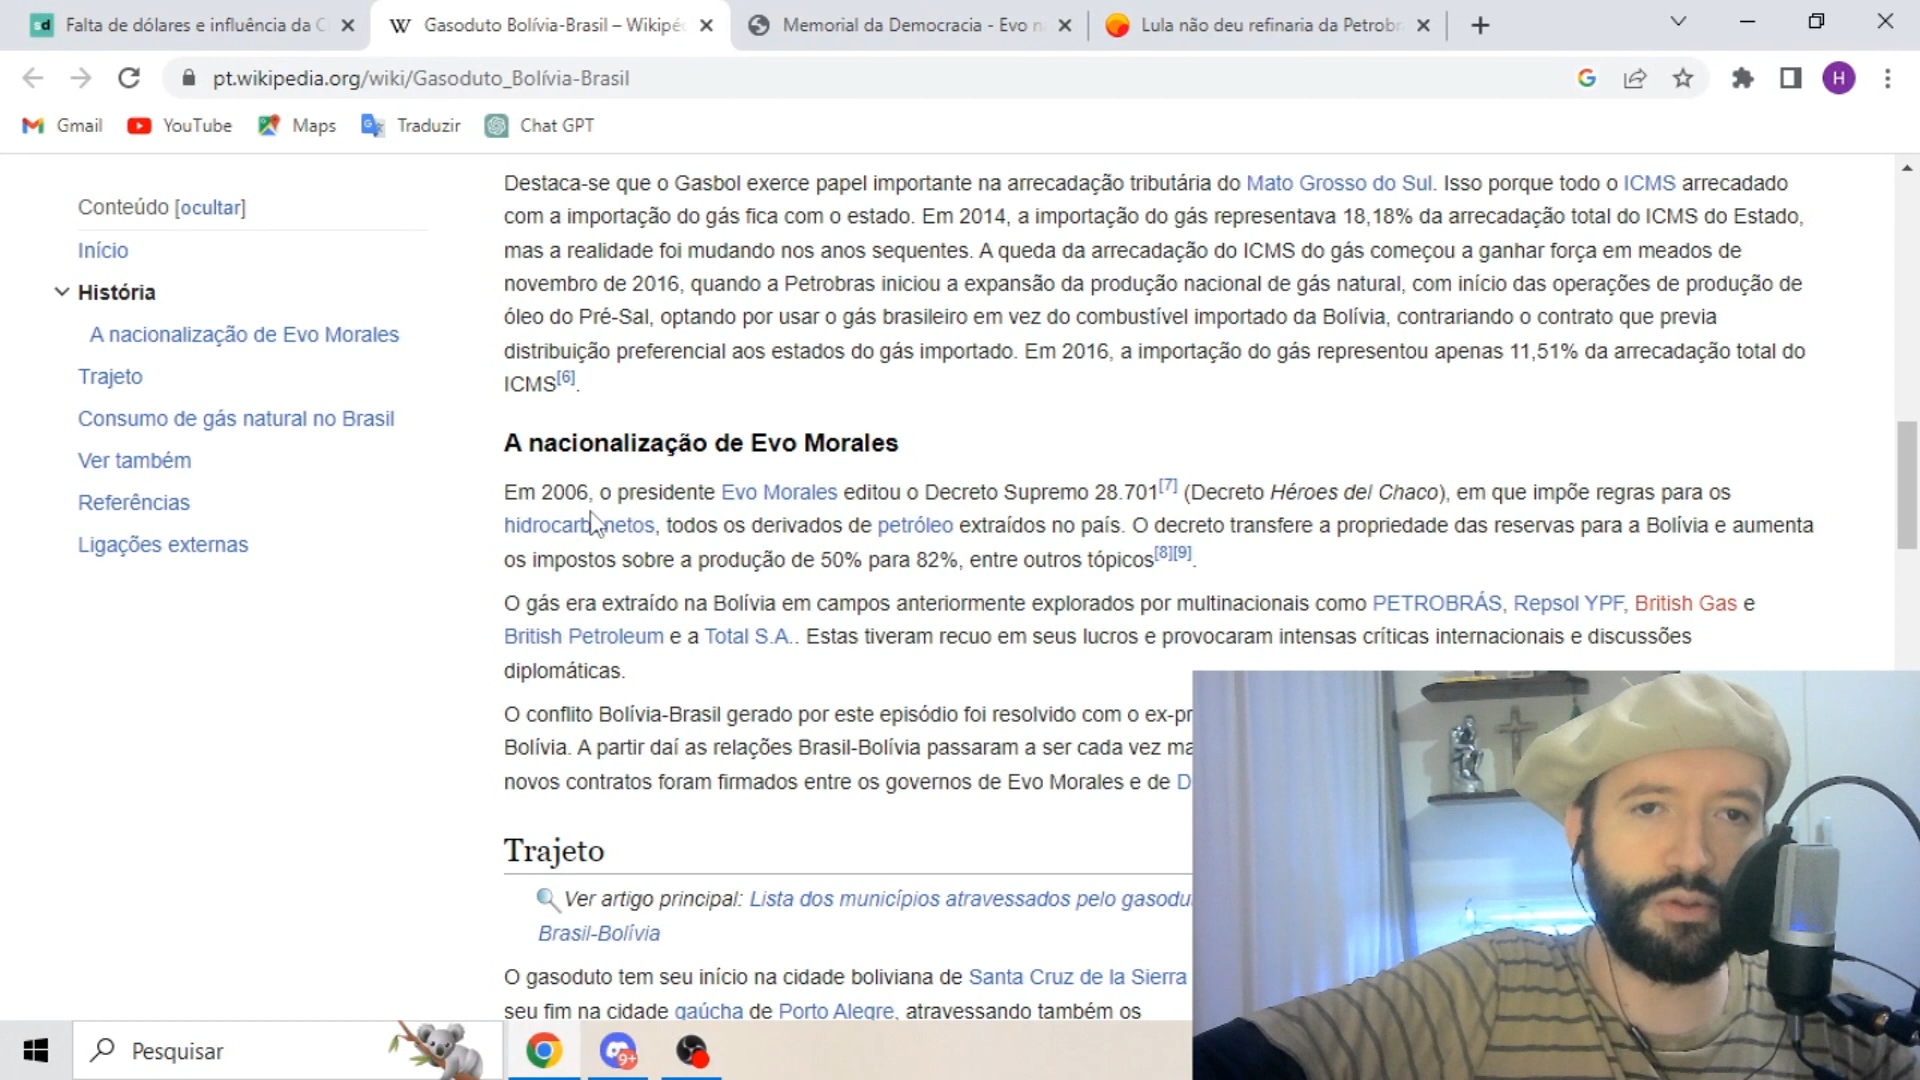 Falta de dólares e influência da C
Gasoduto Bolívia-Brasil – Wikipéd
Memorial da Democracia - Evo n
Lula não deu refinaria da Petrobr
pt.wikipedia.org/wiki/Gasoduto_Bolívia-Brasil
H
Gmail
YouTube
Maps
Traduzir
Chat GPT
Conteúdo [ocultar]
Início
História
A nacionalização de Evo Morales
Trajeto
Consumo de gás natural no Brasil
Ver também
Referências
Ligações externas
Destaca-se que o Gasbol exerce papel importante na arrecadação tributária do Mato Grosso do Sul. Isso porque todo o ICMS arrecadado
com a importação do gás fica com o estado. Em 2014, a importação do gás representava 18,18% da arrecadação total do ICMS do Estado,
mas a realidade foi mudando nos anos sequentes. A queda da arrecadação do ICMS do gás começou a ganhar força em meados de
novembro de 2016, quando a Petrobras iniciou a expansão da produção nacional de gás natural, com início das operações de produção de
óleo do Pré-Sal, optando por usar o gás brasileiro em vez do combustível importado da Bolívia, contrariando o contrato que previa
distribuição preferencial aos estados do gás importado. Em 2016, a importação do gás representou apenas 11,51% da arrecadação total do
ICMS[6].
A nacionalização de Evo Morales
Em 2006, o presidente Evo Morales editou o Decreto Supremo 28.701[7] (Decreto Héroes del Chaco), em que impõe regras para os
hidrocarbonetos, todos os derivados de petróleo extraídos no país. O decreto transfere a propriedade das reservas para a Bolívia e aumenta
os impostos sobre a produção de 50% para 82%, entre outros tópicos[8][9].
O gás era extraído na Bolívia em campos anteriormente explorados por multinacionais como PETROBRÁS, Repsol YPF, British Gas e
British Petroleum e a Total S.A.. Estas tiveram recuo em seus lucros e provocaram intensas críticas internacionais e discussões
diplomáticas.
O conflito Bolívia-Brasil gerado por este episódio foi resolvido com o ex-pr
Bolívia. A partir daí as relações Brasil-Bolívia passaram a ser cada vez ma
novos contratos foram firmados entre os governos de Evo Morales e de D
Trajeto
Ver artigo principal: Lista dos municípios atravessados pelo gasodu
Brasil-Bolívia
O gasoduto tem seu início na cidade boliviana de Santa Cruz de la Sierra
seu fim na cidade gaúcha de Porto Alegre, atravessando também os
Pesquisar
9+